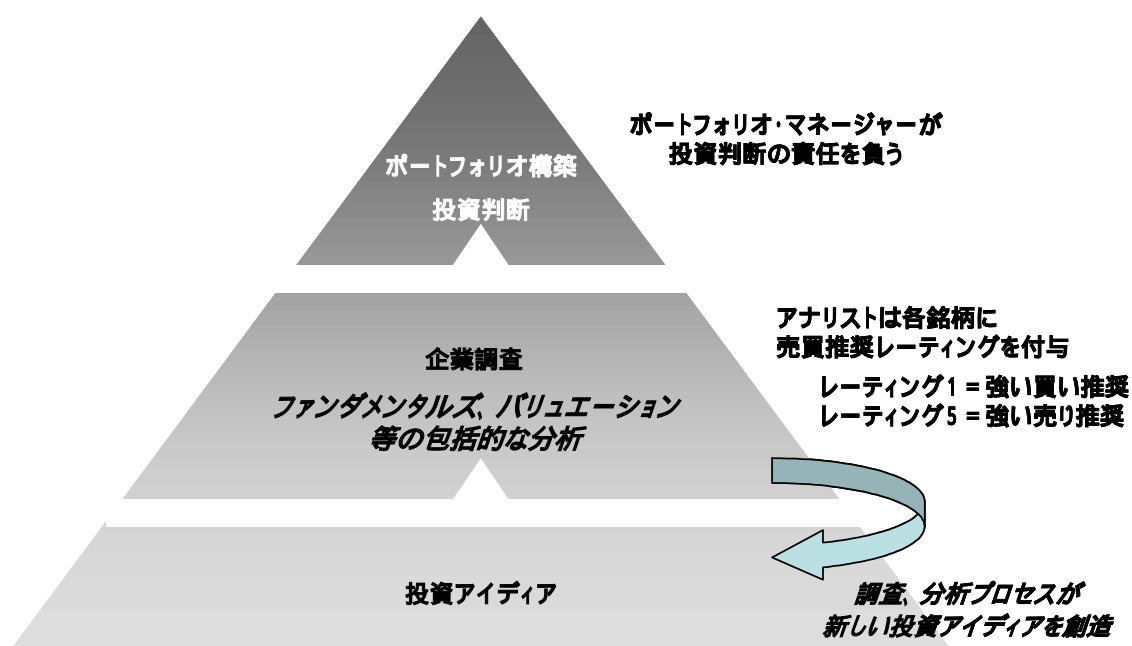 ポートフォリオ・マネージャーが
投資判断の責任を負う
ポートフォリオ構築
投資判断
アナリストは各銘柄に
売買推奨レーティングを付与
レーティング1 = 強い買い推奨
レーティング5 = 強い売り推奨
企業調査
ファンダメンタルズ、バリュエーション
等の包括的な分析
投資アイディア
調査、分析プロセスが
新しい投資アイディアを創造